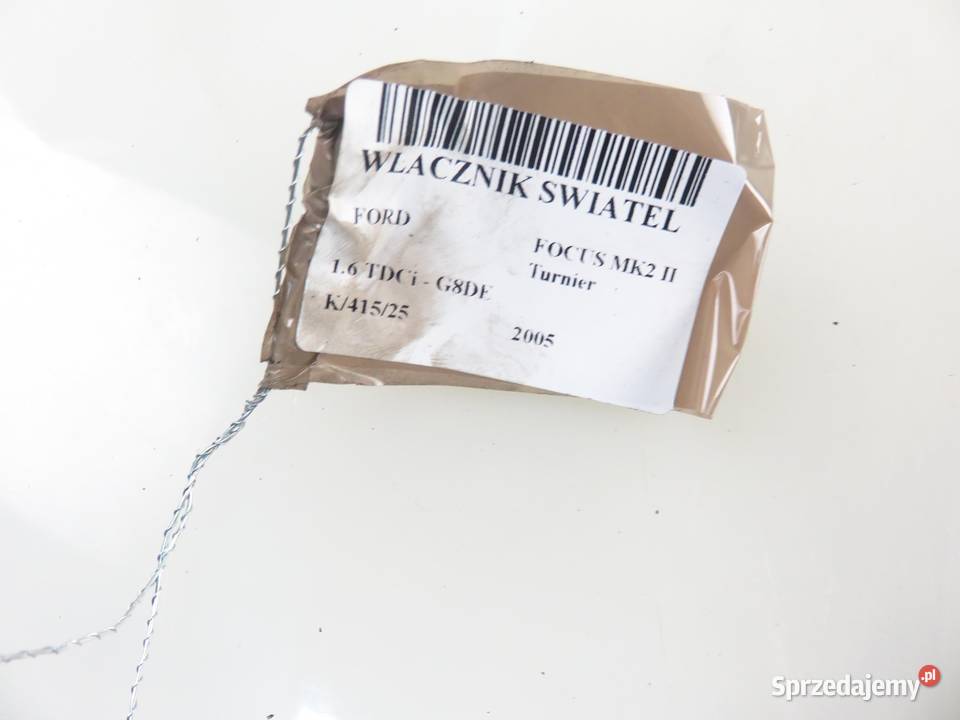 WLACZNIK SWIATEL
FORD
FOCUS MK2 II
Turnier
1.6 TDCi - G8DE
K/415/25
2005
Sprzedajemy.pl